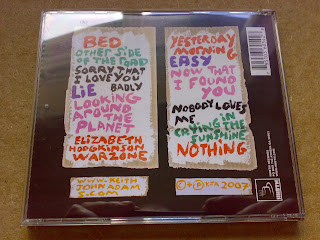 BED
OTHER SIDE
OF THE ROAD
SORRY THAT
I LOVE YOU
BADLY
LIE
LOOKING
AROUND THE
PLANET
ELIZABETH
HODGKINSON
WARZONE
WWW.KEITH
JOHNADAM
S.COM
YESTERDAY
MORNING
EASY
NOW THAT
I FOUND
YOU
NOBODY LOVES
ME
CRYING IN
THE
SUNSHINE
NOTHING
©+℗ KJA 2007